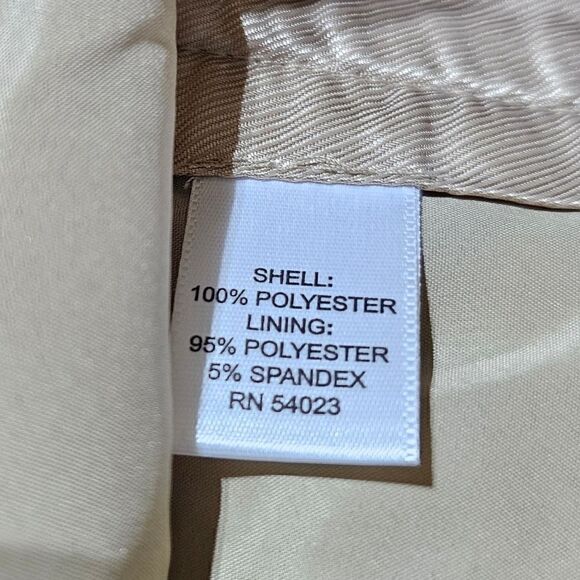 SHELL:
100% POLYESTER
LINING:
95% POLYESTER
5% SPANDEX
RN 54023